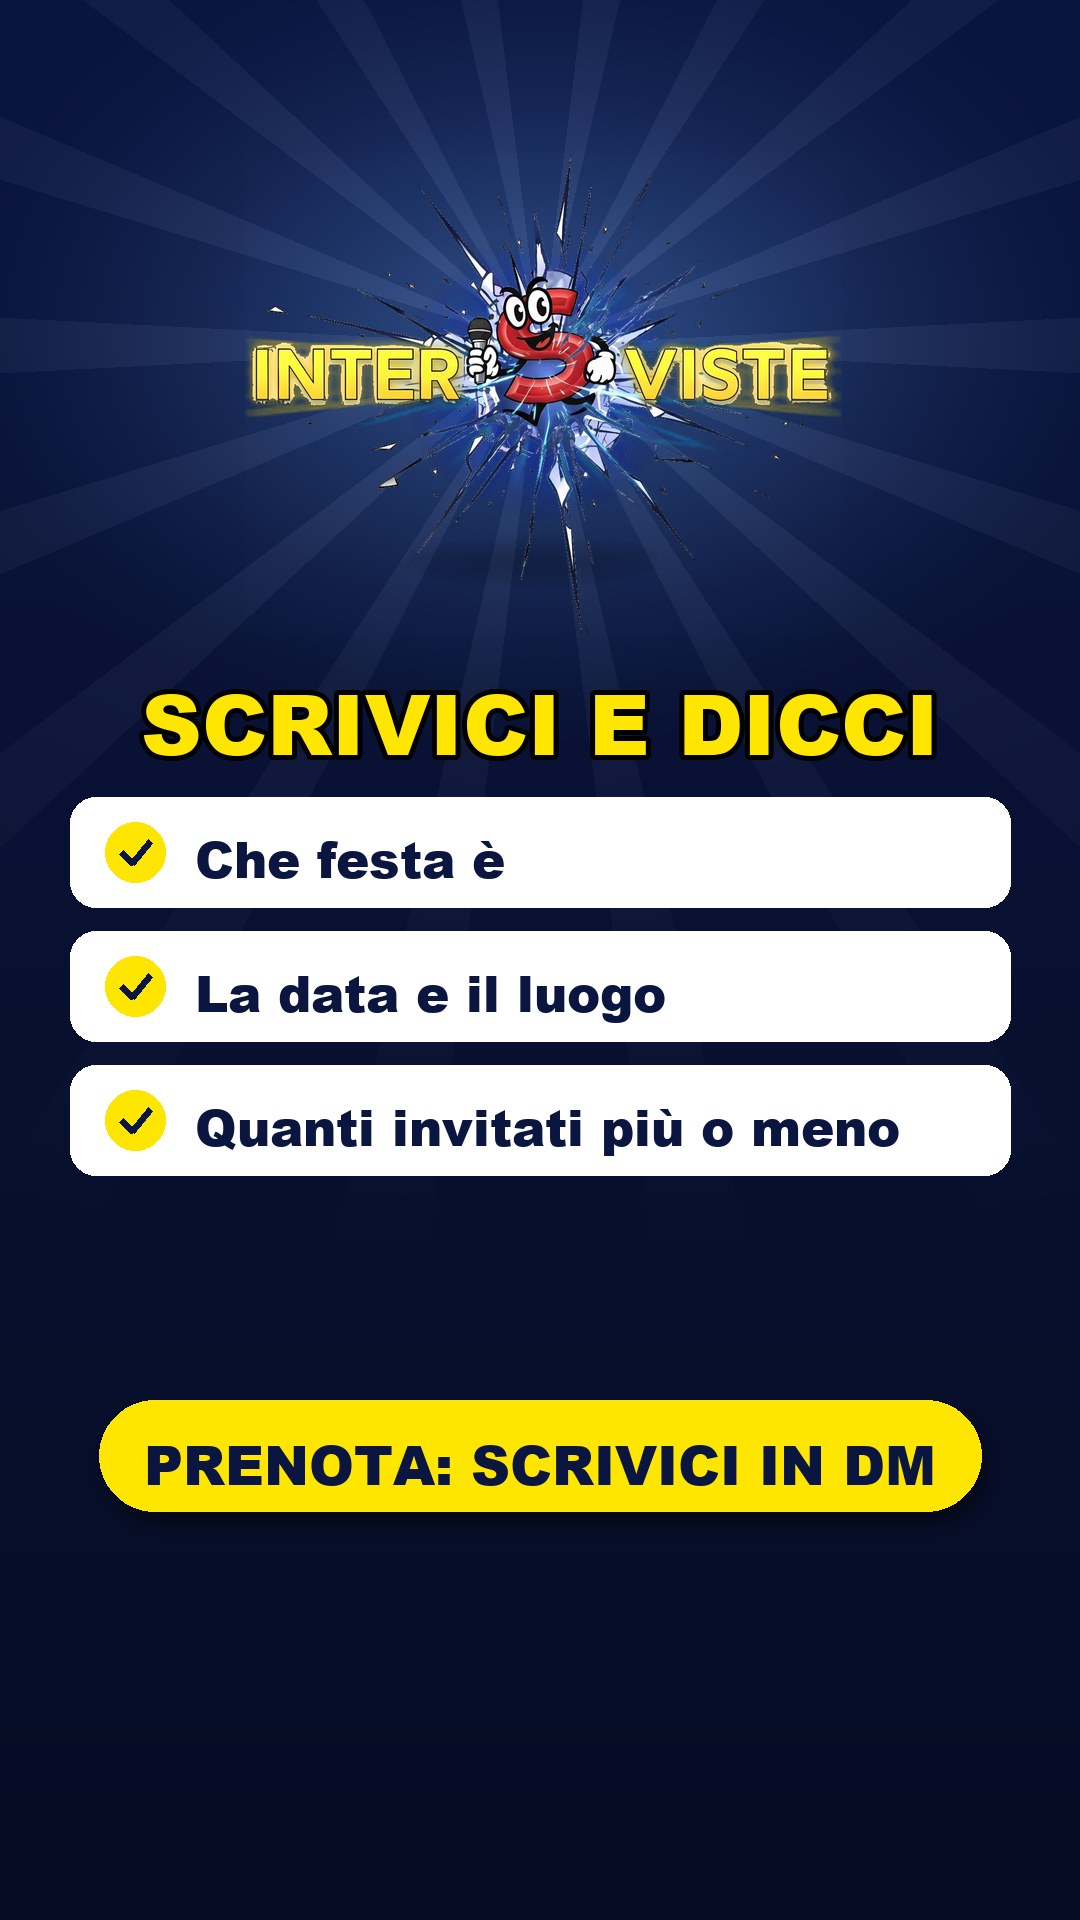 INTER S VISTE
SCRIVICI E DICCI
Che festa è
La data e il luogo
Quanti invitati più o meno
PRENOTA: SCRIVICI IN DM